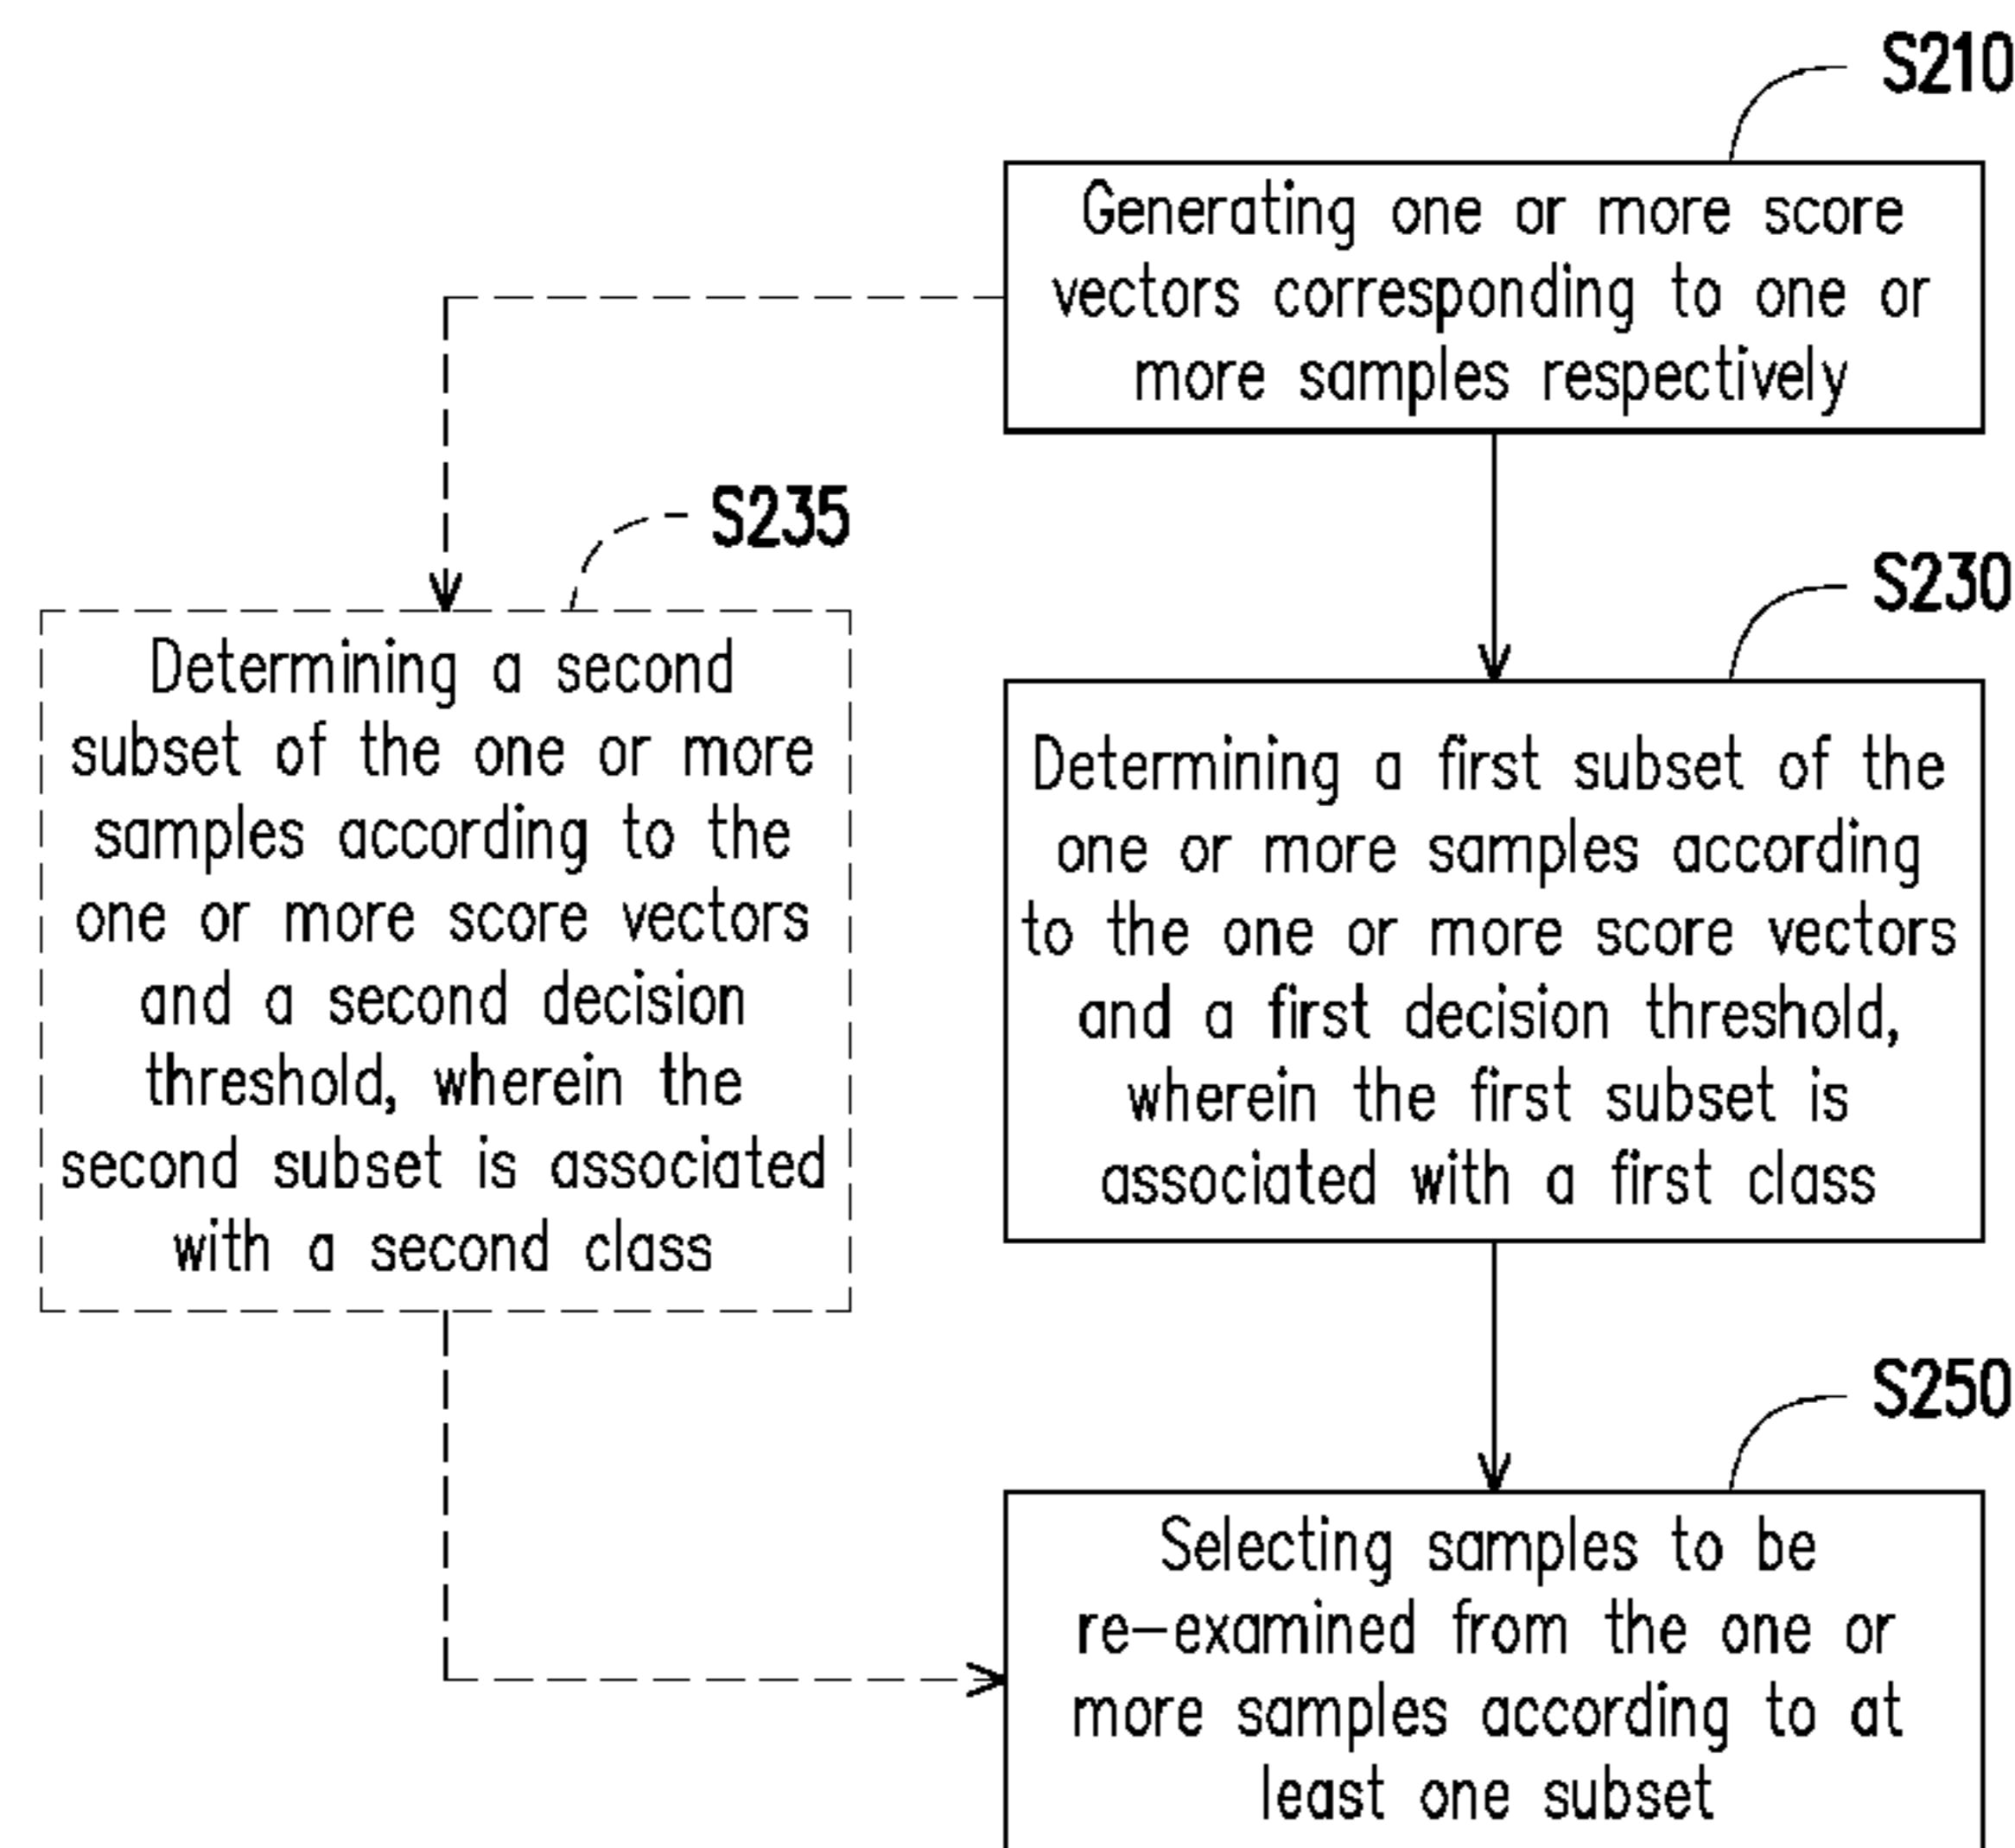 S210
Generating one or more score
vectors corresponding to one or
more samples respectively
S235
Determining a second
subset of the one or more
samples according to the
one or more score vectors
and a second decision
threshold, wherein the
second subset is associated
with a second class
S230
Determining a first subset of the
one or more samples according
to the one or more score vectors
and a first decision threshold,
wherein the first subset is
associated with a first class
S250
Selecting samples to be
re-examined from the one or
more samples according to at
least one subset